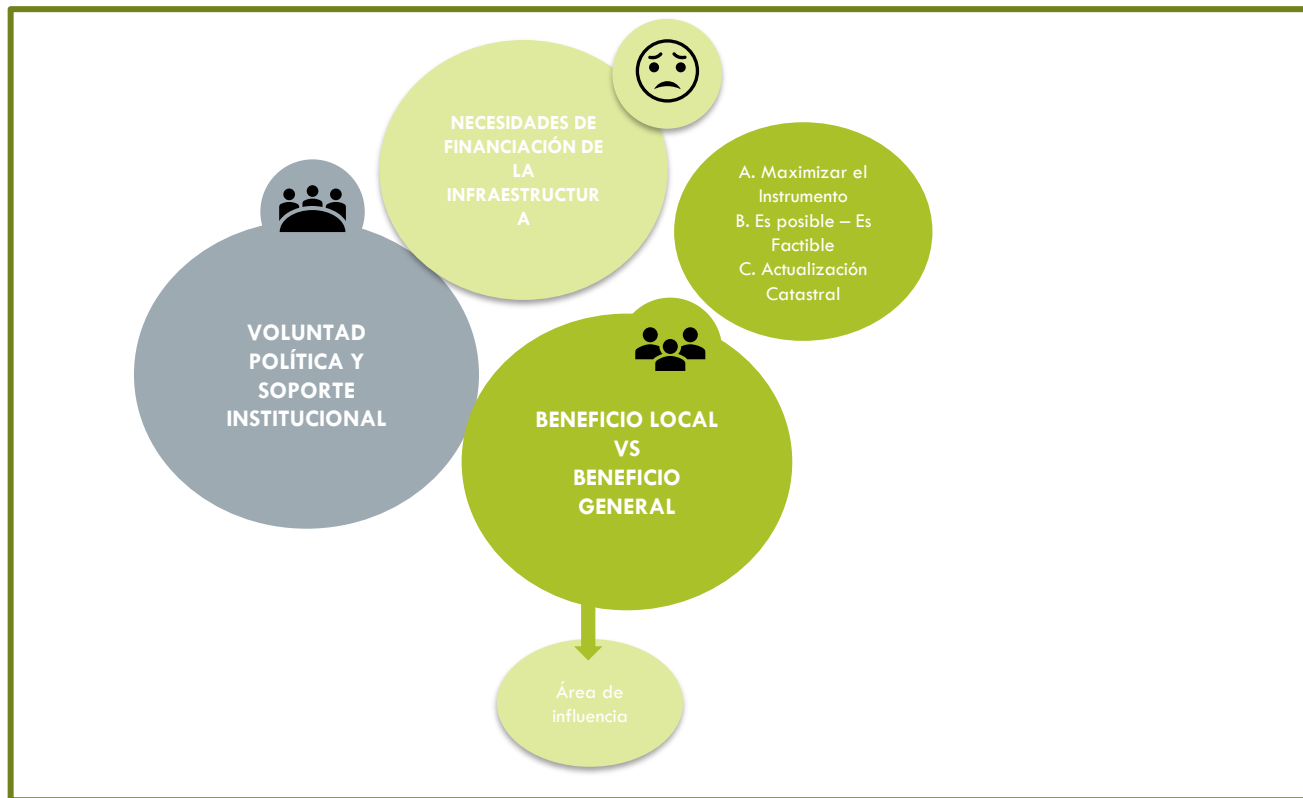 NECESIDADES DE
FINANCIACIÓN DE
LA
INFRAESTRUCTUR
A
A. Maximizar el
Instrumento
B. Es posible – Es
Factible
C. Actualización
Catastral
VOLUNTAD
POLÍTICA Y
SOPORTE
INSTITUCIONAL
BENEFICIO LOCAL
VS
BENEFICIO
GENERAL
Área de
influencia